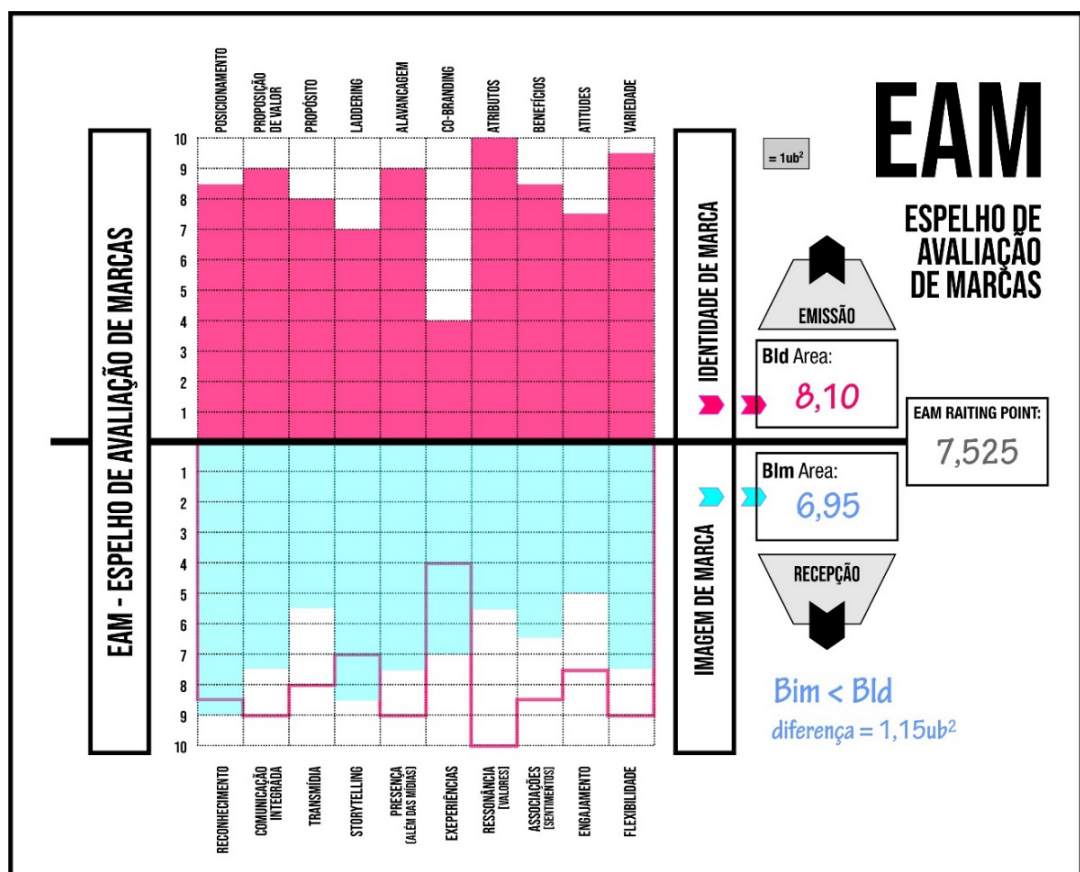 POSICIONAMENTO
PROPOSIÇÃO
DE VALOR
PROPÓSITO
LADDERING
ALAVANCAGEM
CO-BRANDING
ATRIBUTOS
BENEFÍCIOS
ATITUDES
VARIEDADE
EAM - ESPELHO DE AVALIAÇÃO DE MARCAS
10
9
8
7
6
5
4
3
2
1
1
2
3
4
5
6
7
8
9
10
RECONHECIMENTO
COMUNICAÇÃO
INTEGRADA
TRANSMÍDIA
STORYTELLING
PRESENÇA
(ALÉM DAS MÍDIAS)
EXEPERIÊNCIAS
RESSONÂNCIA
(VALORES)
ASSOCIAÇÕES
(SENTIMENTOS)
ENGAJAMENTO
FLEXIBILIDADE
IDENTIDADE DE MARCA
IMAGEM DE MARCA
= 1ub²
EAM
ESPELHO DE
AVALIAÇÃO
DE MARCAS
EMISSÃO
BId Area:
8,10
EAM RAITING POINT:
7,525
BIm Area:
6,95
RECEPÇÃO
Bim < BId
diferença = 1,15ub²